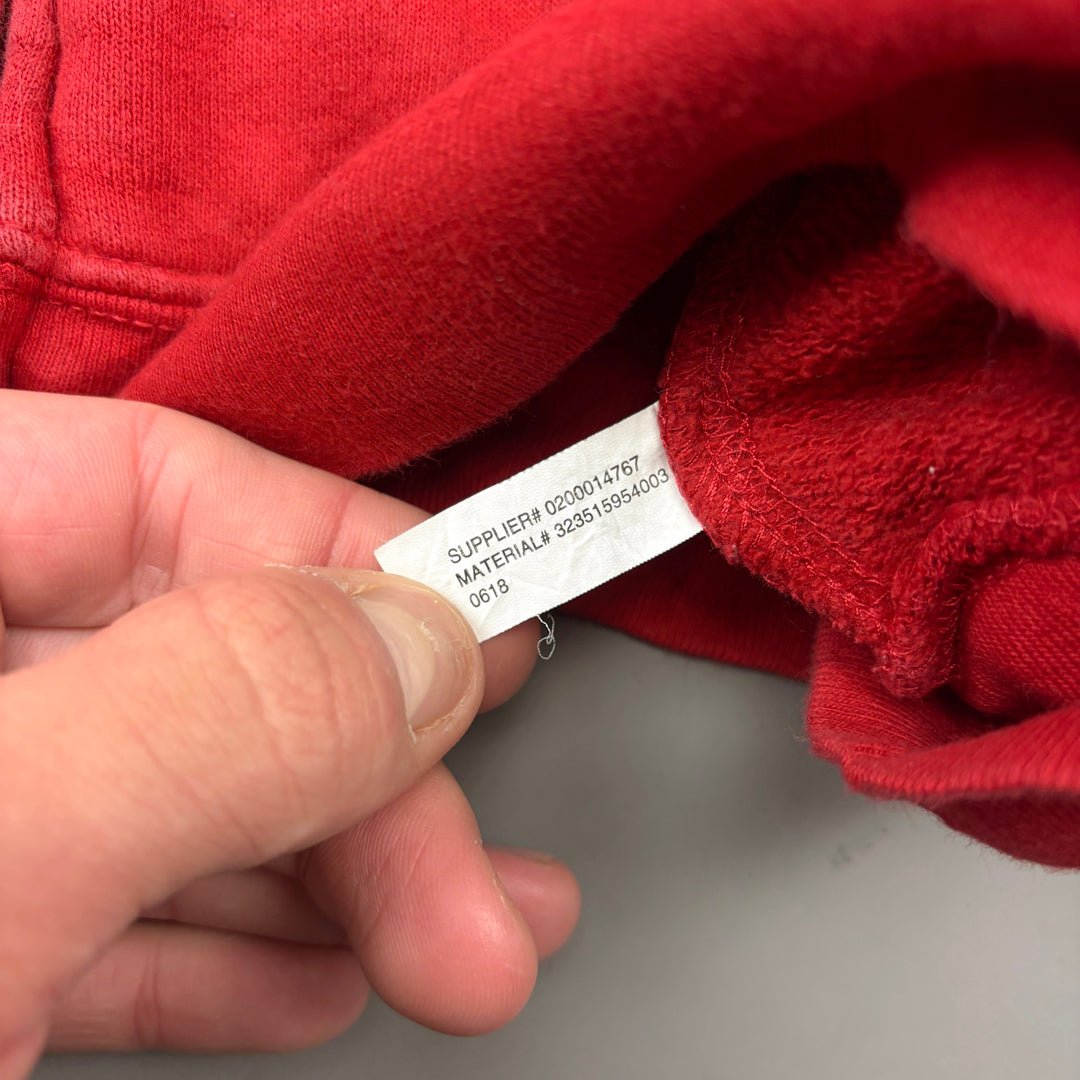 SUPPLIER# 0200014767
MATERIAL# 323515954003
0618